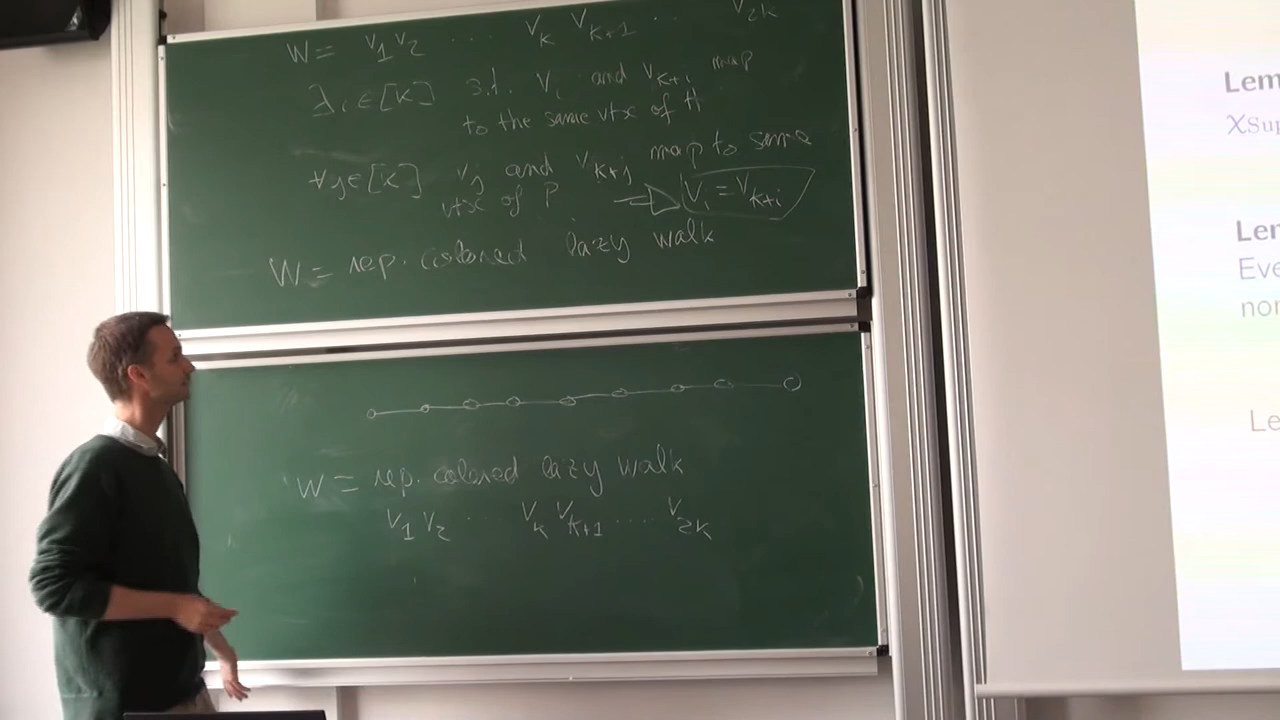 W = v1 v2 ... vk vk+1 ... v2k
∃ i ∈ [k] s.t. vi and vk+i map
to the same vtx of H
∀ j ∈ [k] vj and vk+j map to same
vtx of P ⇒ vi = vk+i
W = rep. colored lazy walk
W = rep. colored lazy walk
v1 v2 ... vk vk+1 .... v2k
Lem
χSup
Len
Eve
nor
Le